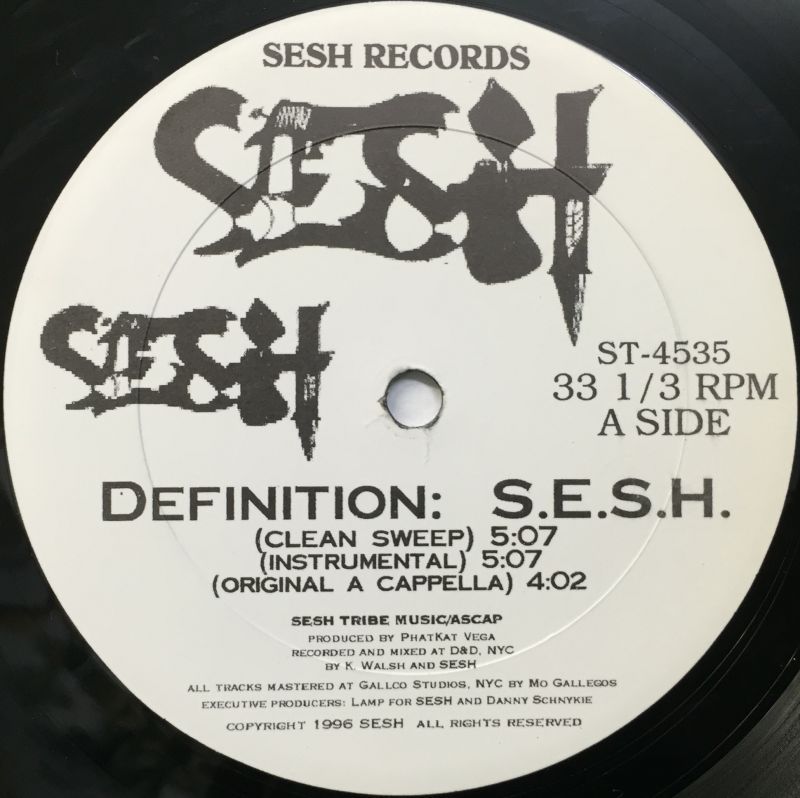 SESH RECORDS
SESH
SESH
ST-4535
33 1/3 RPM
A SIDE
DEFINITION: S.E.S.H.
(CLEAN SWEEP) 5:07
(INSTRUMENTAL) 5:07
(ORIGINAL A CAPPELLA) 4:02
SESH TRIBE MUSIC/ASCAP
PRODUCED BY PHATKAT VEGA
RECORDED AND MIXED AT D&D, NYC
BY K. WALSH AND SESH
ALL TRACKS MASTERED AT GALLCO STUDIOS, NYC BY MO GALLEGOS
EXECUTIVE PRODUCERS: LAMP FOR SESH AND DANNY SCHNYKIE
COPYRIGHT 1996 SESH ALL RIGHTS RESERVED